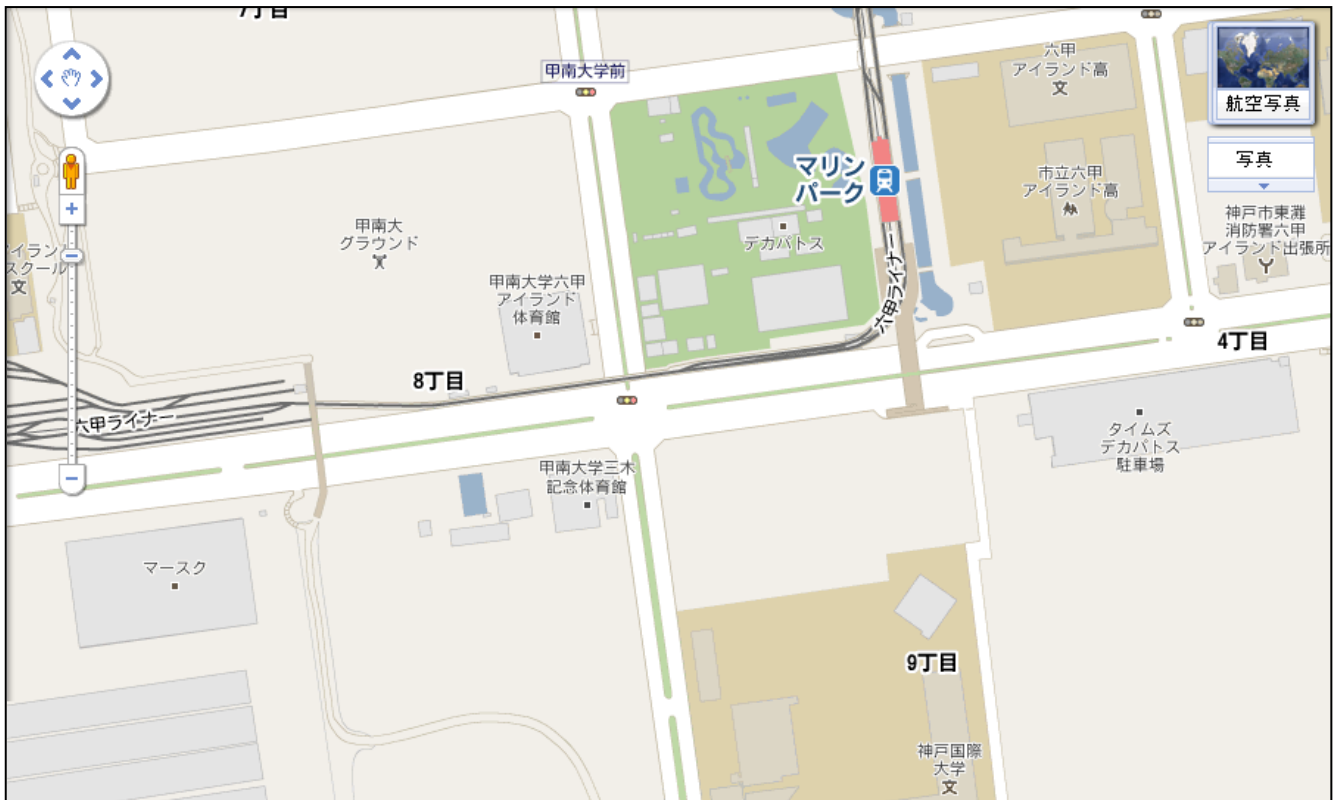 7丁目
甲南大学前
六甲
アイランド高
航空写真
写真
マリン
パーク
市立六甲
アイランド高
甲南大
グラウンド
神戸市東灘
消防署六甲
アイランド出張所
デカパトス
イラン
スクール
甲南大学六甲
アイランド
体育館
六甲ライナー
4丁目
8丁目
六甲ライナー
タイムズ
デカパトス
駐車場
甲南大学三木
記念体育館
マースク
9丁目
神戸国際
大学